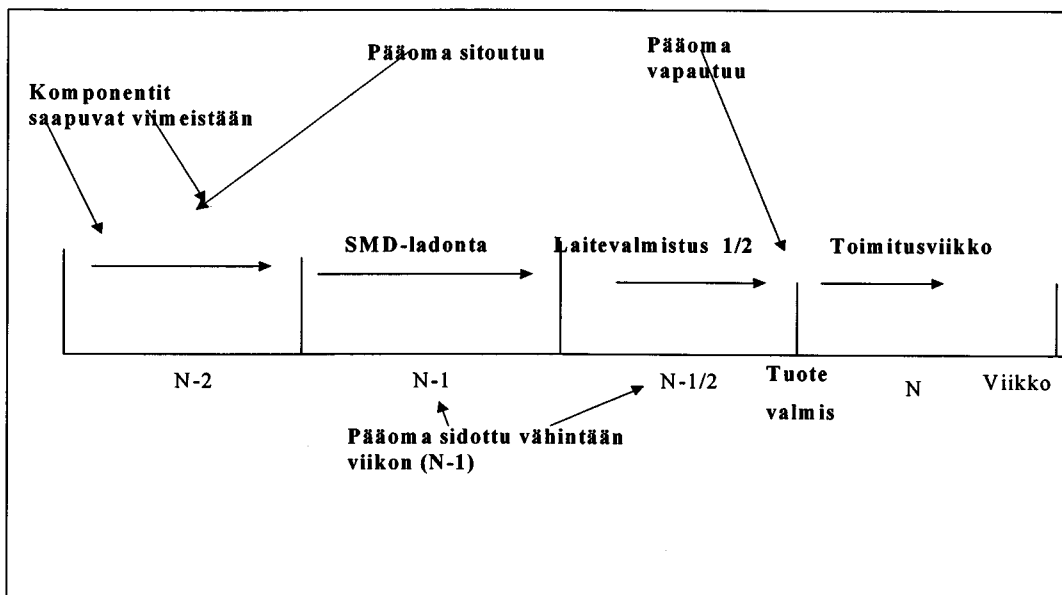 Pääoma sitoutuu
Pääoma
vapautuu
Komponentit
saapuvat viimeistään
SMD-ladonta
Laitevalmistus 1/2
Toimitusviikko
N-2
N-1
N-1/2
Tuote
valmis
N
Viikko
Pääoma sidottu vähintään
viikon (N-1)